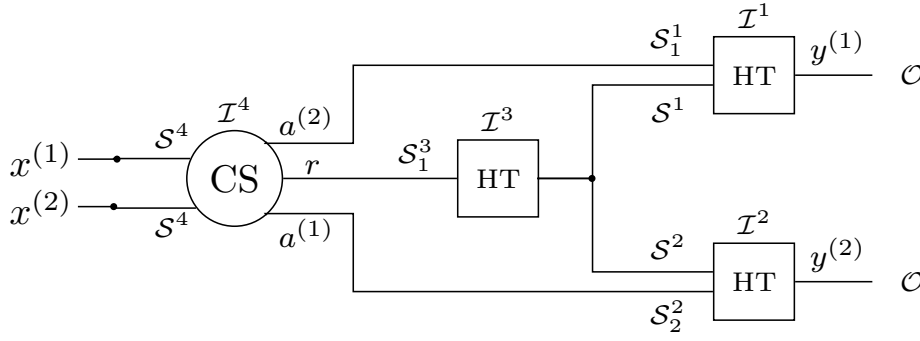 𝓘¹
𝓢₁¹ y⁽¹⁾
HT 𝓞
𝓢¹
𝓘⁴
𝓢⁴ a⁽²⁾ 𝓘³
x⁽¹⁾ r 𝓢₁³
CS HT
x⁽²⁾
𝓢⁴ a⁽¹⁾ 𝓘²
𝓢² y⁽²⁾
HT 𝓞
𝓢₂²